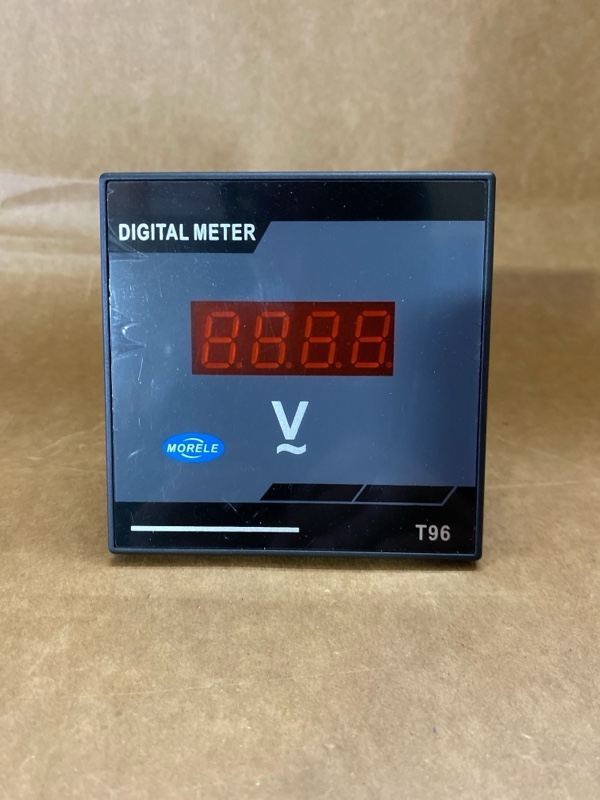 DIGITAL METER
8.8.8.8.
V
~
MORELE
T96